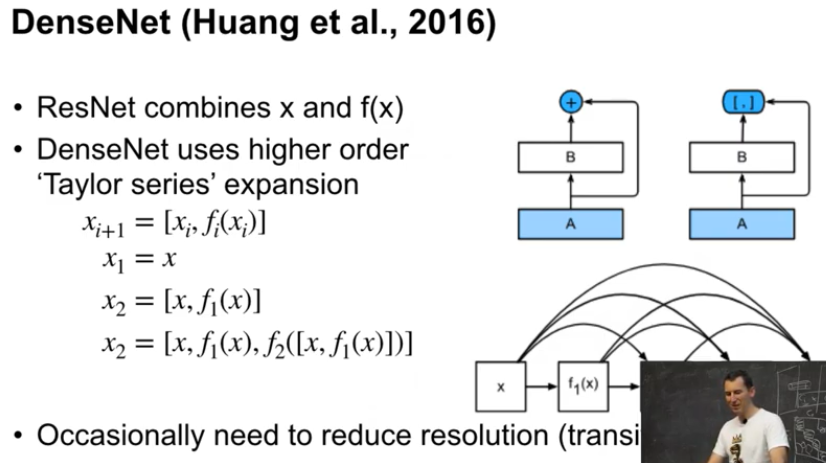 DenseNet (Huang et al., 2016)
• ResNet combines x and f(x)
• DenseNet uses higher order
‘Taylor series’ expansion
x_{i+1} = [x_i, f_i(x_i)]
x_1 = x
x_2 = [x, f_1(x)]
x_2 = [x, f_1(x), f_2([x, f_1(x)])]
• Occasionally need to reduce resolution (transi
+
B
A
[ , ]
B
A
x
f_1(x)